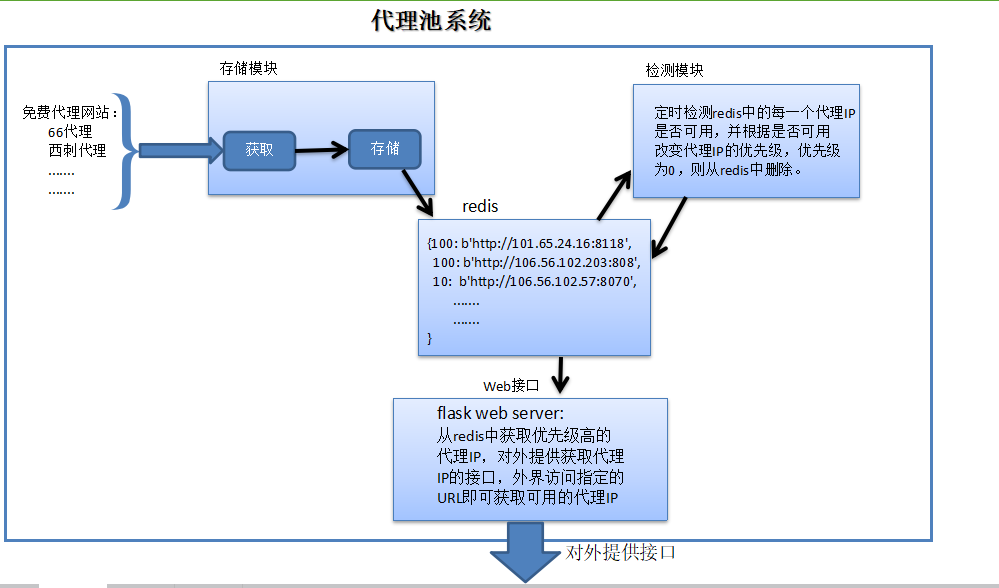 代理池系统
存储模块
检测模块
免费代理网站：
66代理
西刺代理
.......
.......
获取
存储
定时检测redis中的每一个代理IP
是否可用，并根据是否可用
改变代理IP的优先级，优先级
为0，则从redis中删除。
redis
{100: b'http://101.65.24.16:8118',
100: b'http://106.56.102.203:808',
10: b'http://106.56.102.57:8070',
.......
.......
}
Web接口
flask web server:
从redis中获取优先级高的
代理IP，对外提供获取代理
IP的接口，外界访问指定的
URL即可获取可用的代理IP
对外提供接口